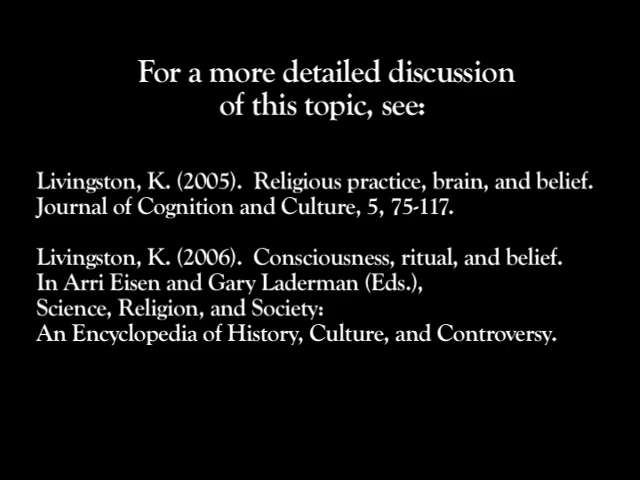 For a more detailed discussion
of this topic, see:
Livingston, K. (2005).  Religious practice, brain, and belief.
Journal of Cognition and Culture, 5, 75-117.
Livingston, K. (2006).  Consciousness, ritual, and belief.
In Arri Eisen and Gary Laderman (Eds.),
Science, Religion, and Society:
An Encyclopedia of History, Culture, and Controversy.